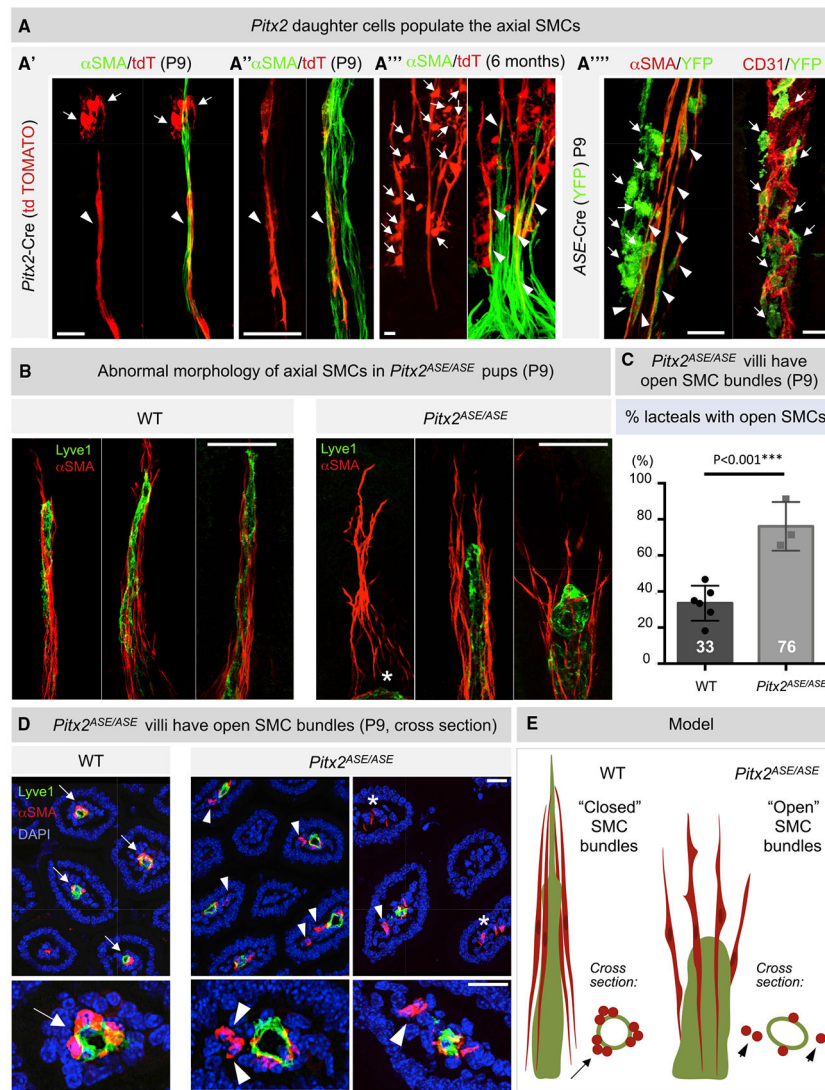 A Pitx2 daughter cells populate the axial SMCs
A' αSMA/tdT (P9)
A'' αSMA/tdT (P9)
A''' αSMA/tdT (6 months)
A'''' αSMA/YFP CD31/YFP
Pitx2-Cre (td TOMATO)
ASE-Cre (YFP) P9
B Abnormal morphology of axial SMCs in Pitx2ASE/ASE pups (P9)
WT
Pitx2ASE/ASE
Lyve1
αSMA
Lyve1
αSMA
*
C Pitx2ASE/ASE villi have
open SMC bundles (P9)
% lacteals with open SMCs
(%)
P<0.001***
100
80
60
40
20
0
33
76
WT
Pitx2ASE/ASE
D Pitx2ASE/ASE villi have open SMC bundles (P9, cross section)
WT
Pitx2ASE/ASE
Lyve1
αSMA
DAPI
*
*
E Model
WT
"Closed"
SMC
bundles
Cross
section:
Pitx2ASE/ASE
"Open"
SMC
bundles
Cross
section: